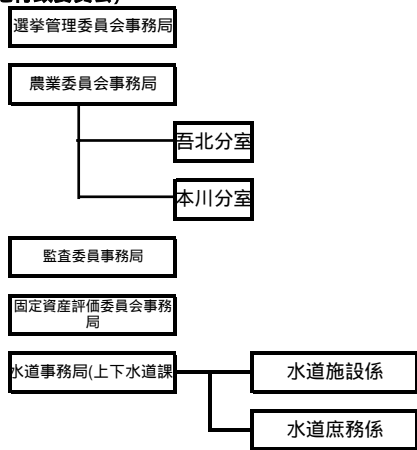 選挙管理委員会事務局
農業委員会事務局
吾北分室
本川分室
監査委員事務局
固定資産評価委員会事務
局
水道事務局(上下水道課
水道施設係
水道庶務係